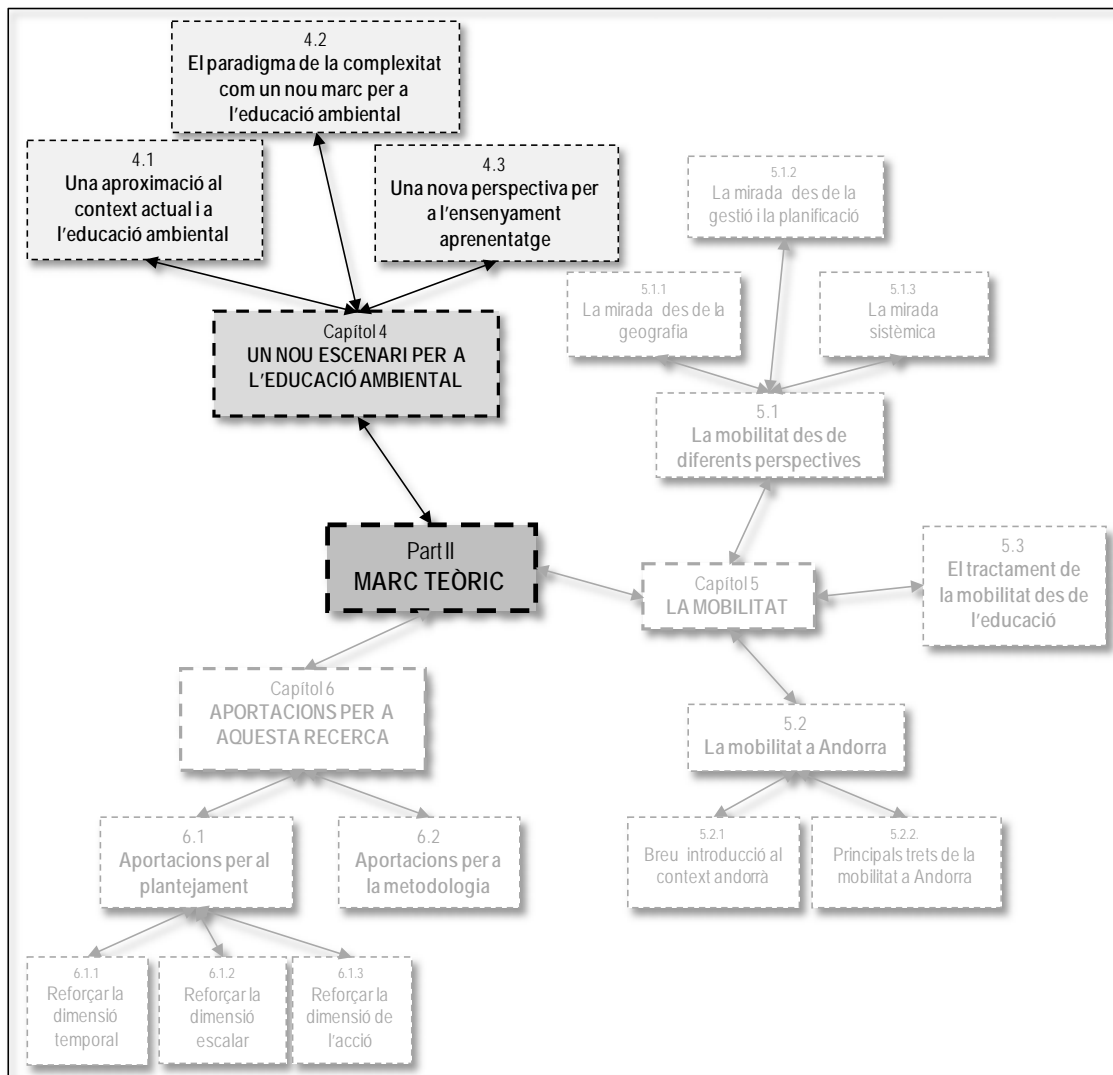 4.2
El paradigma de la complexitat
com un nou marc per a
l'educació ambiental
4.1
Una aproximació al
context actual i a
l'educació ambiental
4.3
Una nova perspectiva per
a l'ensenyament
aprenentatge
Capítol 4
UN NOU ESCENARI PER A
L'EDUCACIÓ AMBIENTAL
5.1.2
La mirada des de la
gestió i la planificació
5.1.1
La mirada des de la
geografia
5.1.3
La mirada
sistèmica
5.1
La mobilitat des de
diferents perspectives
Part II
MARC TEÒRIC
Capítol 5
LA MOBILITAT
5.3
El tractament de
la mobilitat des de
l'educació
Capítol 6
APORTACIONS PER A
AQUESTA RECERCA
5.2
La mobilitat a Andorra
6.1
Aportacions per al
plantejament
6.2
Aportacions per a
la metodologia
5.2.1
Breu introducció al
context andorrà
5.2.2.
Principals trets de la
mobilitat a Andorra
6.1.1
Reforçar la
dimensió
temporal
6.1.2
Reforçar la
dimensió
escalar
6.1.3
Reforçar la
dimensió de
l'acció